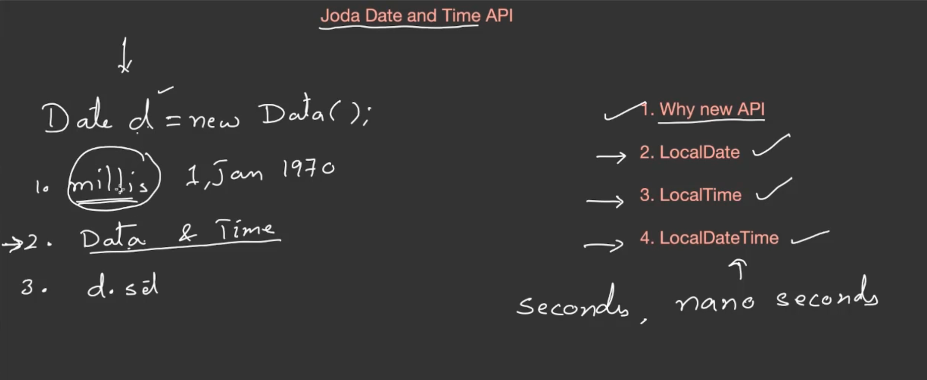 Joda Date and Time API
Date d = new Data();
1. millis 1, Jan 1970
2. Data & Time
3. d. set
1. Why new API
2. LocalDate
3. LocalTime
4. LocalDateTime
seconds, nano seconds